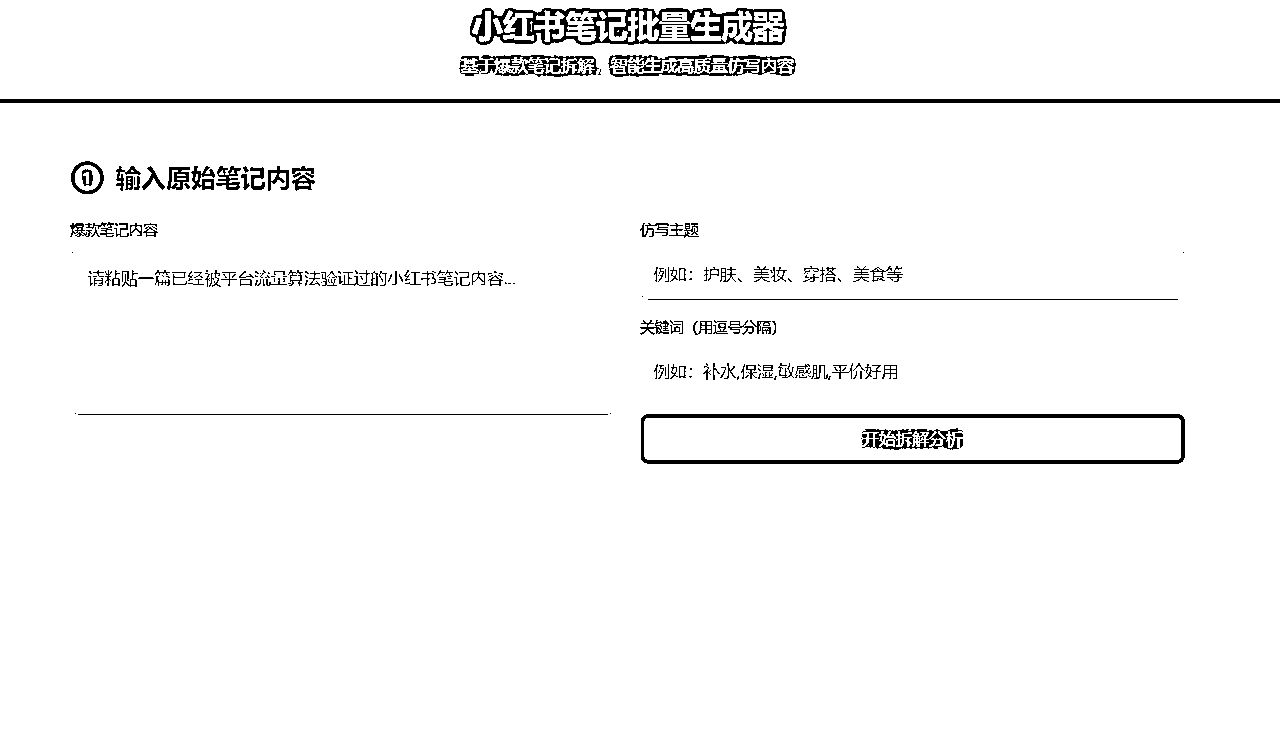 小红书笔记批量生成器
基于爆款笔记拆解，智能生成高质量仿写内容
1 输入原始笔记内容
爆款笔记内容
请粘贴一篇已经被平台流量算法验证过的小红书笔记内容...
仿写主题
例如：护肤、美妆、穿搭、美食等
关键词（用逗号分隔）
例如：补水,保湿,敏感肌,平价好用
开始拆解分析